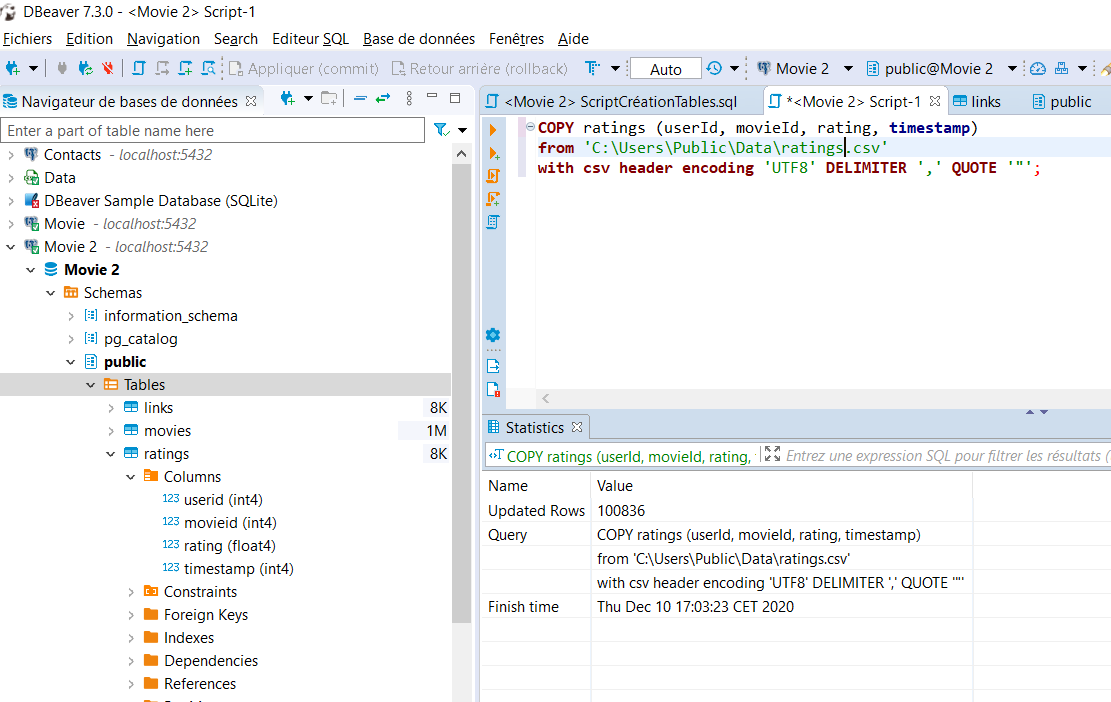 DBeaver 7.3.0 - <Movie 2> Script-1
Fichiers Edition Navigation Search Editeur SQL Base de données Fenêtres Aide
Appliquer (commit) Retour arrière (rollback) Auto Movie 2 public@Movie 2
Navigateur de bases de données
Enter a part of table name here
Contacts - localhost:5432
Data
DBeaver Sample Database (SQLite)
Movie - localhost:5432
Movie 2 - localhost:5432
Movie 2
Schemas
information_schema
pg_catalog
public
Tables
links 8K
movies 1M
ratings 8K
Columns
123 userid (int4)
123 movieid (int4)
123 rating (float4)
123 timestamp (int4)
Constraints
Foreign Keys
Indexes
Dependencies
References
<Movie 2> ScriptCréationTables.sql *<Movie 2> Script-1 links public
COPY ratings (userId, movieId, rating, timestamp)
from 'C:\Users\Public\Data\ratings.csv'
with csv header encoding 'UTF8' DELIMITER ',' QUOTE '"';
Statistics
COPY ratings (userId, movieId, rating, Entrez une expression SQL pour filtrer les résultats (
Name Value
Updated Rows 100836
Query COPY ratings (userId, movieId, rating, timestamp)
from 'C:\Users\Public\Data\ratings.csv'
with csv header encoding 'UTF8' DELIMITER ',' QUOTE '"'
Finish time Thu Dec 10 17:03:23 CET 2020